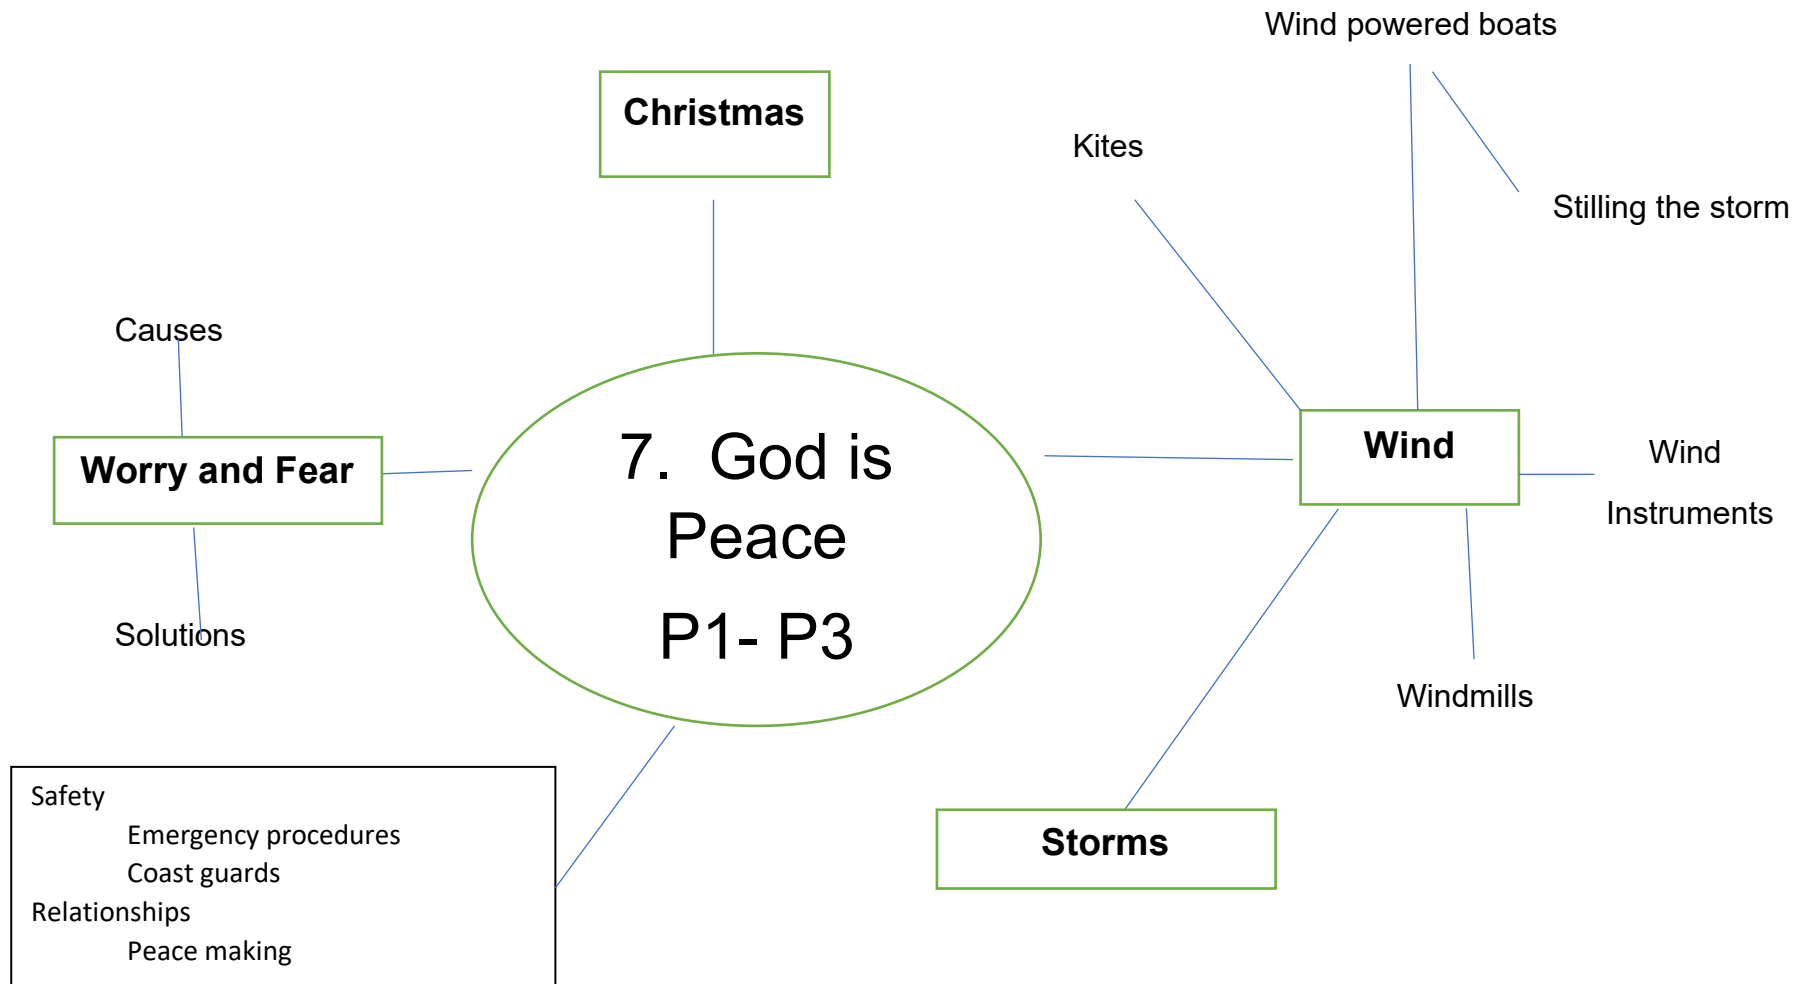 Wind powered boats
Christmas
Kites
Stilling the storm
Causes
Worry and Fear
7. God is
Peace
P1- P3
Wind
Wind
Instruments
Solutions
Windmills
Safety
Emergency procedures
Coast guards
Relationships
Peace making
Storms